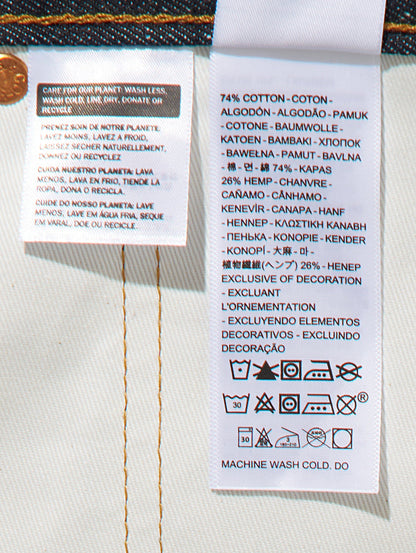 CARE FOR OUR PLANET: WASH LESS,
WASH COLD, LINE DRY, DONATE OR
RECYCLE
PRENEZ SOIN DE NOTRE PLANETE:
LAVEZ MOINS, LAVEZ A FROID,
LAISSEZ SECHER NATURELLEMENT,
DONNEZ OU RECYCLEZ
CUIDA NUESTRO PLANETA: LAVA
MENOS, LAVA EN FRIO, TIENDE LA
ROPA, DONA O RECICLA.
CUIDE DO NOSSO PLANETA: LAVE
MENOS, LAVE EM ÁGUA FRIA, SEQUE
EM VARAL, DOE OU RECICLE.
74% COTTON - COTON -
ALGODÓN - ALGODÃO - PAMUK
- COTONE - BAUMWOLLE -
KATOEN - BAMBAKI - ХЛОПОК
- BAWEŁNA - PAMUT - BAVLNA
- 棉 - 면 - 綿 74% - KAPAS
26% HEMP - CHANVRE -
CAÑAMO - CÂNHAMO -
KENEVİR - CANAPA - HANF
- HENNEP - ΚΛΩΣΤΙΚΗ KANABH
- ПЕНЬКА - KONOPIE - KENDER
- KONOPÍ - 大麻 - 마 -
植物繊維(ヘンプ) 26% - HENEP
EXCLUSIVE OF DECORATION
- EXCLUANT
L'ORNEMENTATION
- EXCLUYENDO ELEMENTOS
DECORATIVOS - EXCLUINDO
DECORAÇÃO
30
®
30
MACHINE WASH COLD. DO